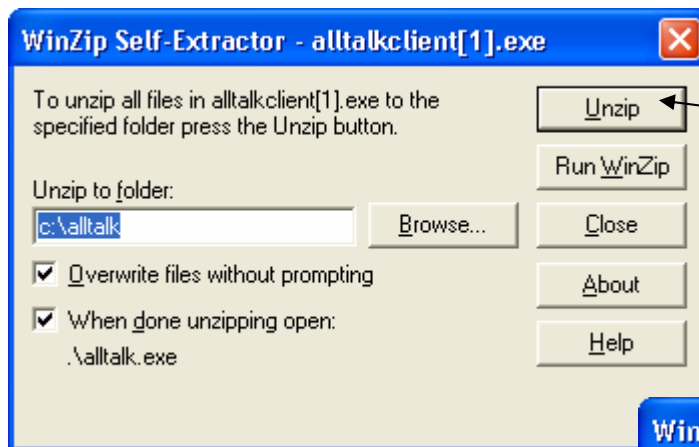 WinZip Self-Extractor - alltalkclient[1].exe
To unzip all files in alltalkclient[1].exe to the
specified folder press the Unzip button.
Unzip to folder:
c:\alltalk
Browse...
Overwrite files without prompting
When done unzipping open:
.\alltalk.exe
Unzip
Run WinZip
Close
About
Help
Win